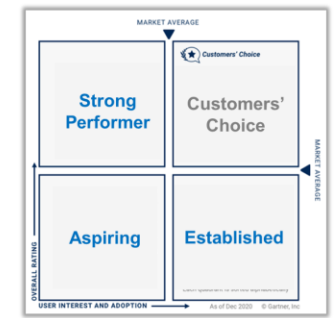 MARKET AVERAGE
Customers' Choice
Strong
Performer
Customers'
Choice
MARKET AVERAGE
Aspiring
Established
OVERALL RATING
USER INTEREST AND ADOPTION
As of Dec 2020 © Gartner, Inc